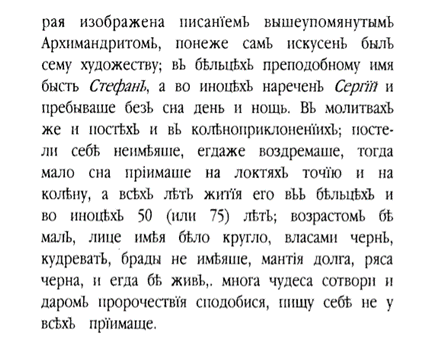 рая изображена писанїемъ вышеупомянутымъ
Архимандритомъ, понеже самъ искусенъ былъ
сему художеству; въ бѣльцѣхъ преподобному имя
бысть Стефанъ, а во иноцѣхъ нареченъ Сергїй и
пребываше безъ сна день и нощь. Въ молитвахъ
же и постѣхъ и въ колѣноприклоненїихъ; посте-
ли себѣ неимѣяше, егдаже воздремаше, тогда
мало сна прїимаше на локтяхъ точїю и на
колѣну, а всѣхъ лѣтъ житїя его вЪЬ бѣльцѣхъ и
во иноцѣхъ 50 (или 75) лѣтъ; возрастомъ бѣ
малъ, лице имѣя бѣло кругло, власами чернъ,
кудреватъ, брады не имѣяше, мантїя долга, ряса
черна, и егда бѣ живъ,. многа чудеса сотвори и
даромъ пророчествїя сподобися, пищу себѣ не у
всѣхъ прїимаще.